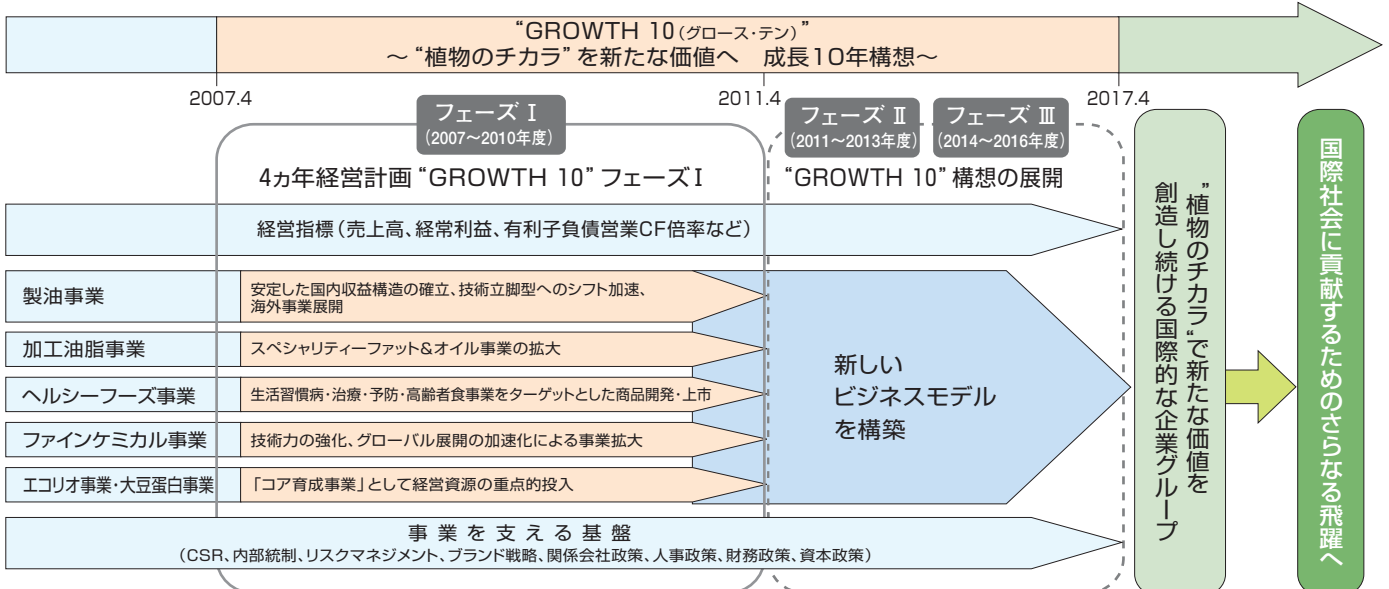 “GROWTH 10(グロース・テン)”
～“植物のチカラ”を新たな価値へ　成長10年構想～
2007.4
2011.4
2017.4
フェーズ Ⅰ
(2007～2010年度)
フェーズ Ⅱ
(2011～2013年度)
フェーズ Ⅲ
(2014～2016年度)
4ヵ年経営計画“GROWTH 10”フェーズⅠ
“GROWTH 10”構想の展開
経営指標(売上高、経常利益、有利子負債営業CF倍率など)
製油事業
安定した国内収益構造の確立、技術立脚型へのシフト加速、
海外事業展開
加工油脂事業
スペシャリティーファット&オイル事業の拡大
ヘルシーフーズ事業
生活習慣病・治療・予防・高齢者食事業をターゲットとした商品開発・上市
ファインケミカル事業
技術力の強化、グローバル展開の加速化による事業拡大
エコリオ事業・大豆蛋白事業
「コア育成事業」として経営資源の重点的投入
新しい
ビジネスモデル
を構築
事業を支える基盤
(CSR、内部統制、リスクマネジメント、ブランド戦略、関係会社政策、人事政策、財務政策、資本政策)
“植物のチカラ”で新たな価値を
創造し続ける国際的な企業グループ
国際社会に貢献するためのさらなる飛躍へ